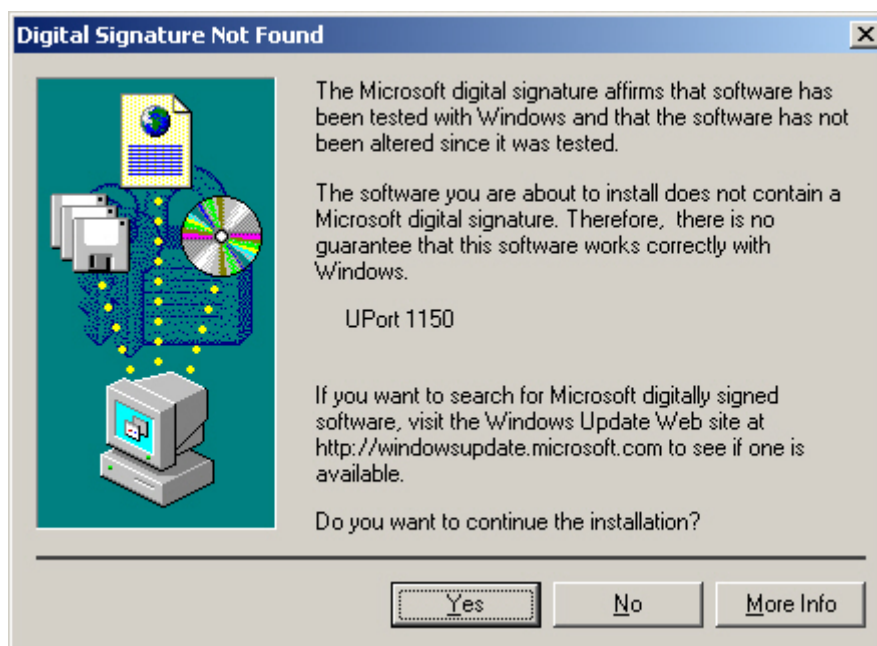 Digital Signature Not Found
The Microsoft digital signature affirms that software has
been tested with Windows and that the software has not
been altered since it was tested.
The software you are about to install does not contain a
Microsoft digital signature. Therefore,  there is no
guarantee that this software works correctly with
Windows.
UPort 1150
If you want to search for Microsoft digitally signed
software, visit the Windows Update Web site at
http://windowsupdate.microsoft.com to see if one is
available.
Do you want to continue the installation?
Yes
No
More Info